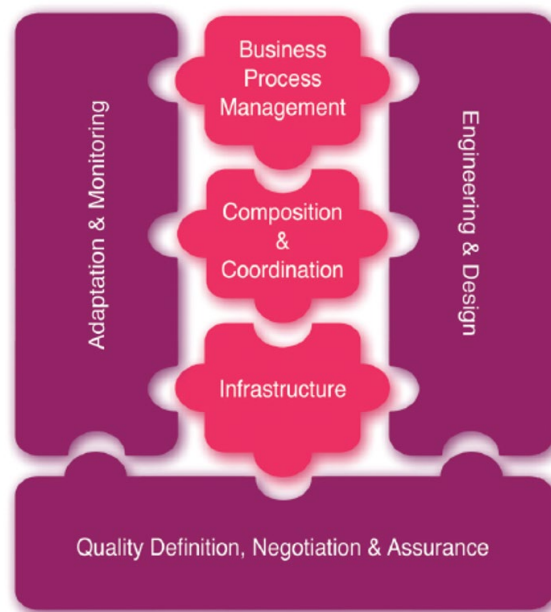 Business
Process
Management
Adaptation & Monitoring
Engineering & Design
Composition
&
Coordination
Infrastructure
Quality Definition, Negotiation & Assurance